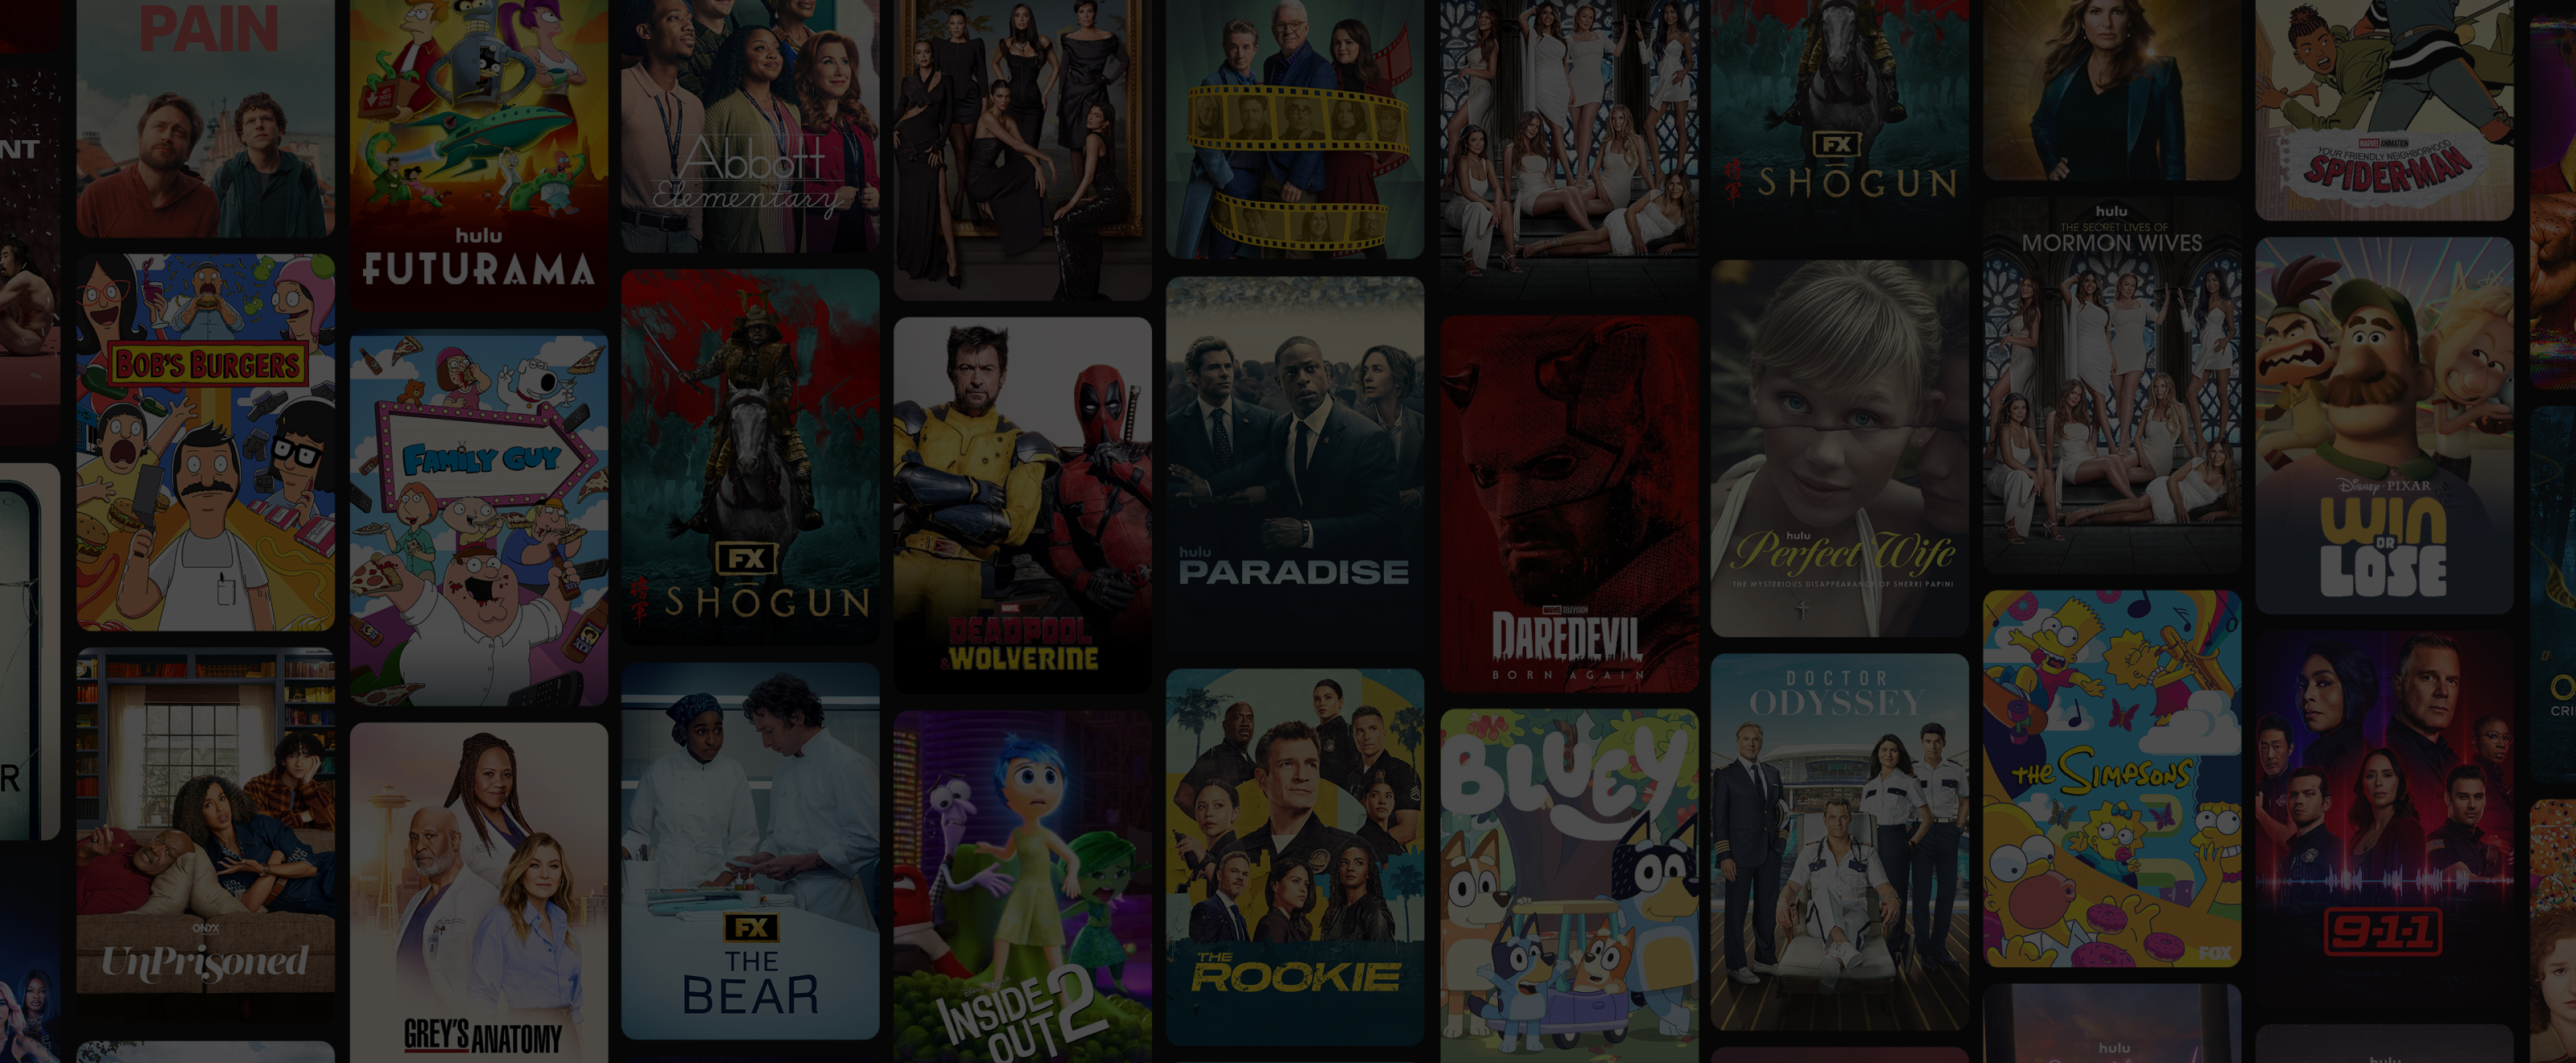 NT
R
PAIN
BOB'S BURGERS
ONYX
UnPrisoned
hulu
FUTURAMA
FAMILY GUY
GREY'S ANATOMY
Abbott
Elementary
FX
SHŌGUN
FX
THE
BEAR
MARVEL
DEADPOOL
& WOLVERINE
INSIDE
OUT 2
hulu
PARADISE
THE
ROOKIE
MARVEL TELEVISION
DAREDEVIL
BORN AGAIN
BLUEY
FX
SHŌGUN
hulu
Perfect Wife
THE MYSTERIOUS DISAPPEARANCE OF SHERRI PAPINI
DOCTOR
ODYSSEY
hulu
THE SECRET LIVES OF
MORMON WIVES
THE SIMPSONS
FOX
hulu
MARVEL ANIMATION
YOUR FRIENDLY NEIGHBORHOOD
SPIDER-MAN
Disney · PIXAR
WIN
OR
LOSE
9-1-1
hulu
O
CRI